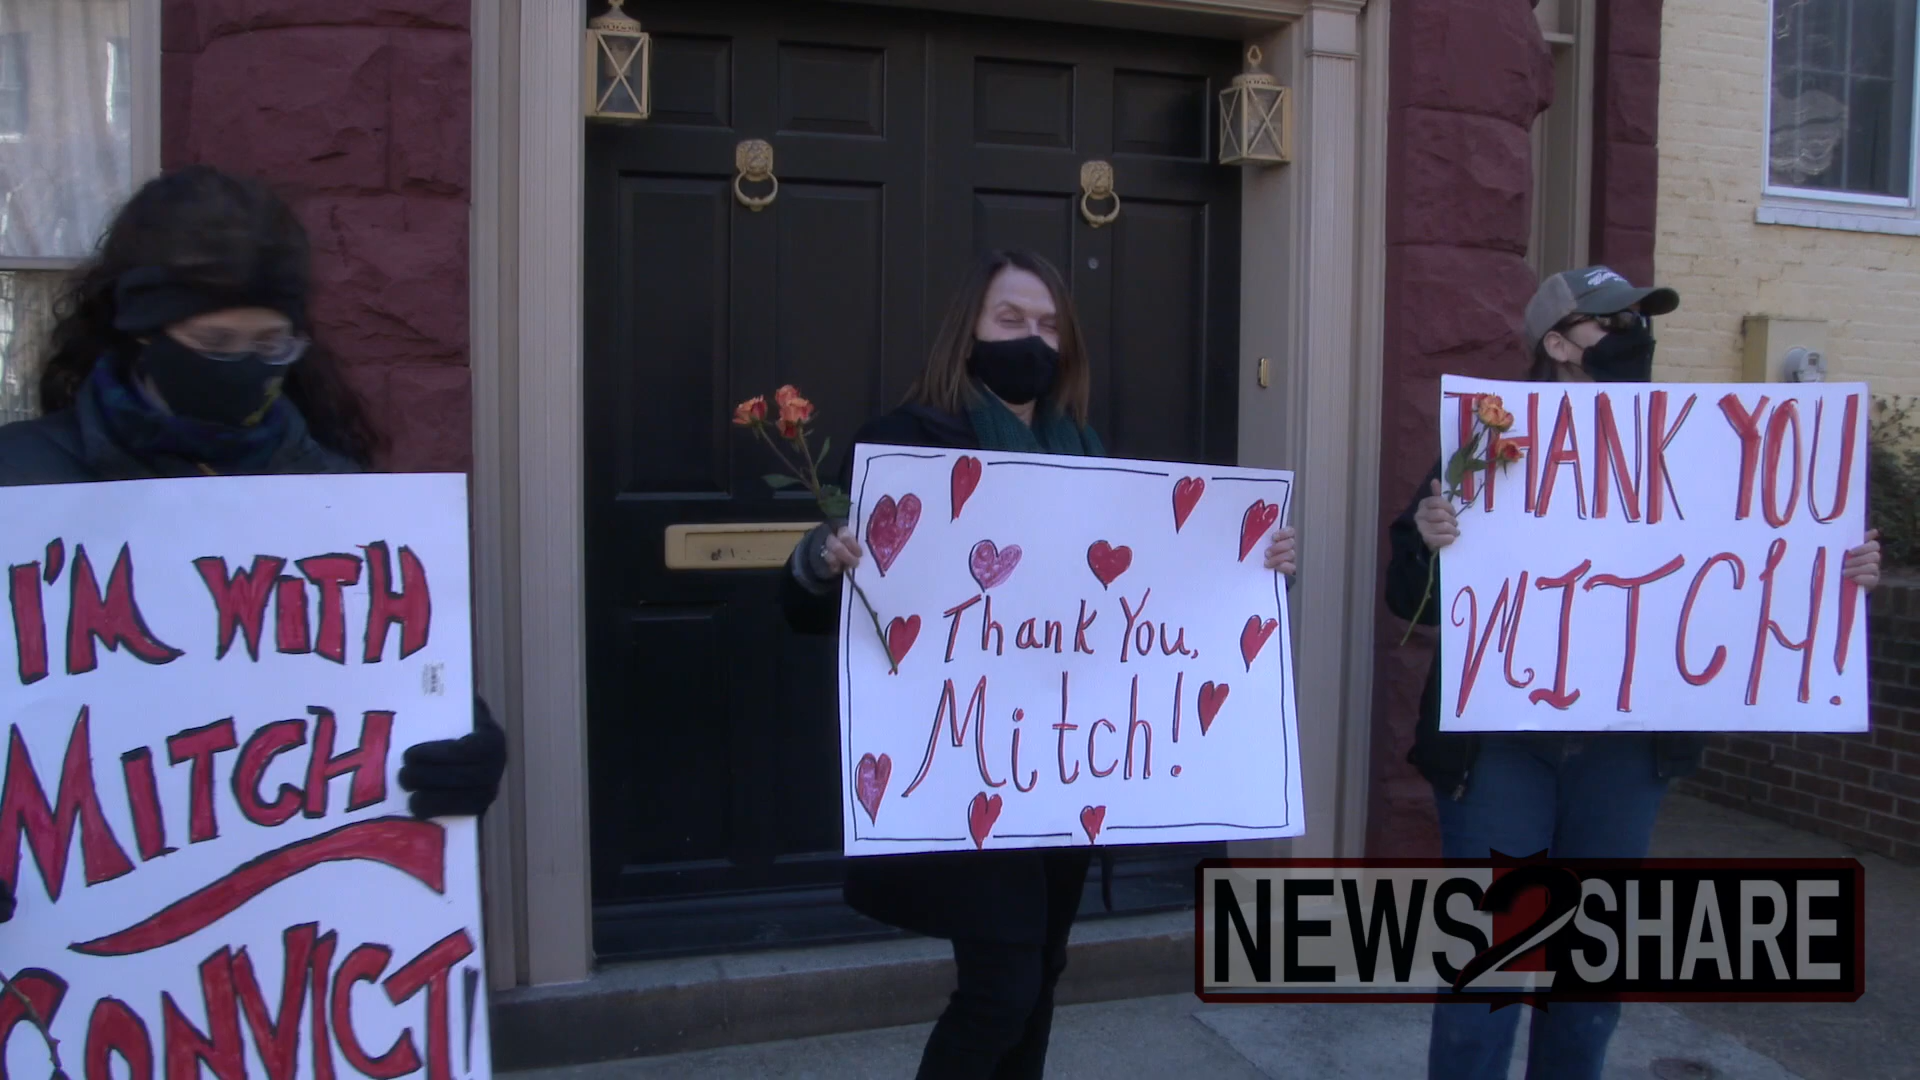 I'M WITH
MITCH
CONVICT!
Thank You,
Mitch!
THANK YOU
MITCH!
NEWS2SHARE